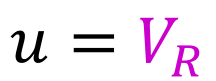 u = V_R